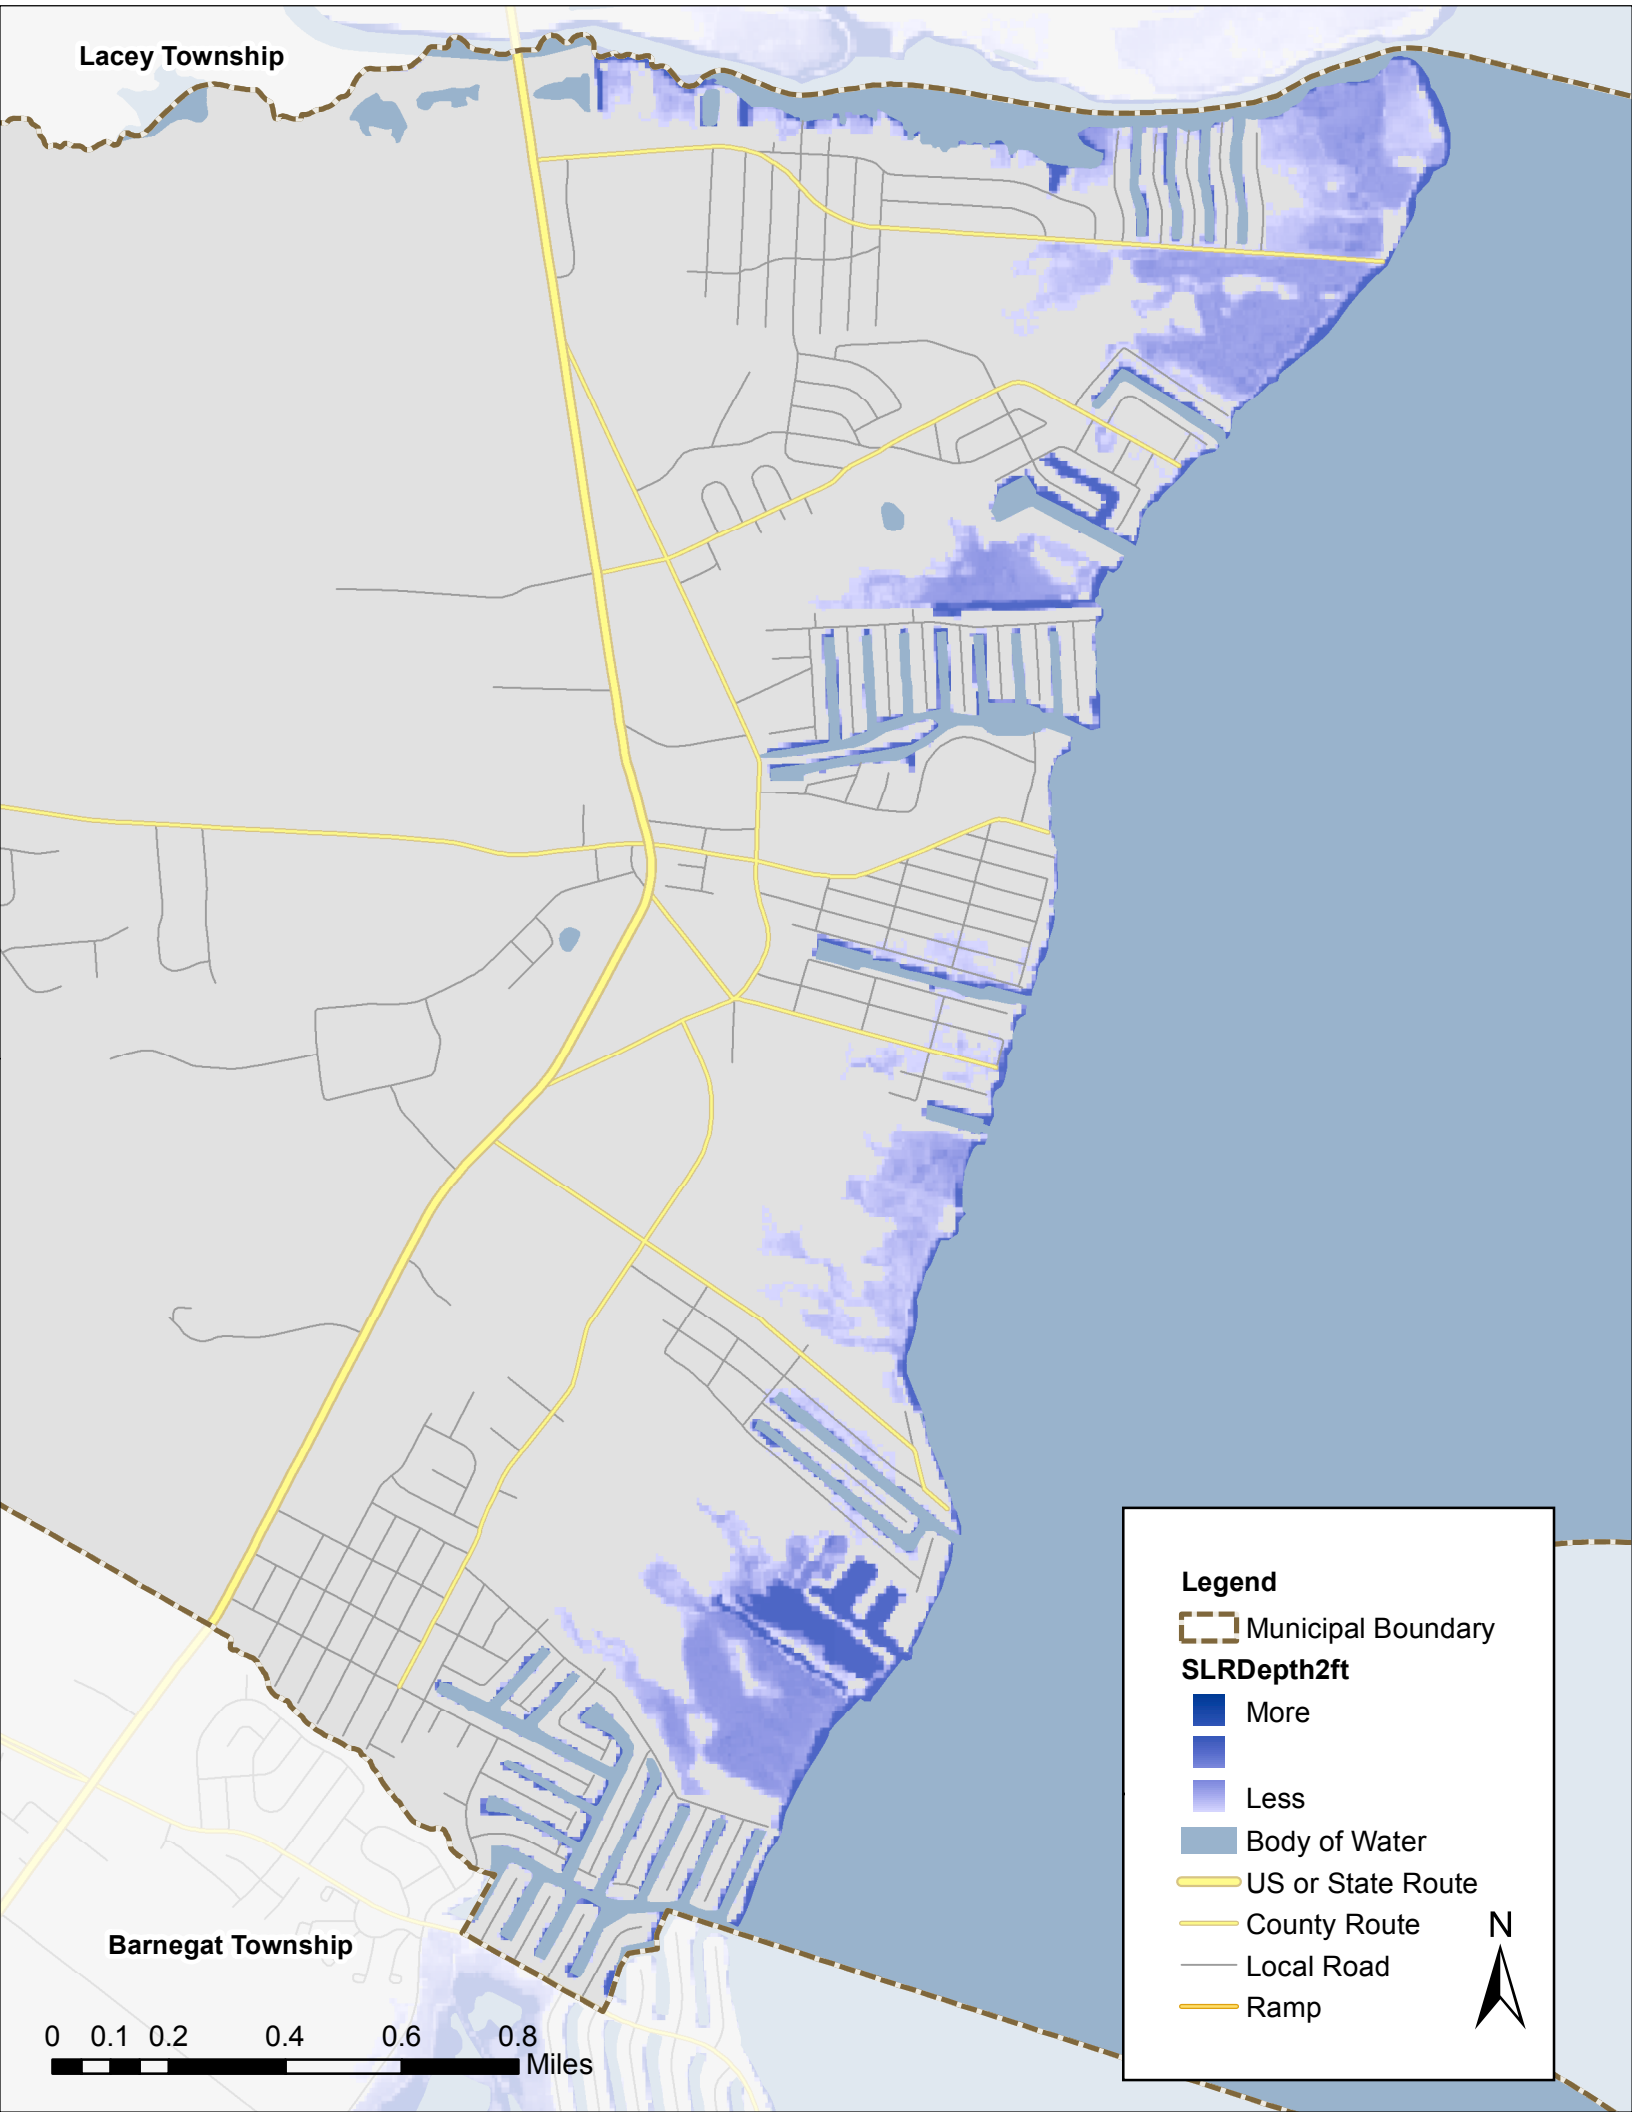 Lacey Township
Legend
Municipal Boundary
SLRDepth2ft
More
Less
Body of Water
US or State Route
County Route
N
Local Road
Ramp
Barnegat Township
0 0.1 0.2 0.4 0.6 0.8
Miles